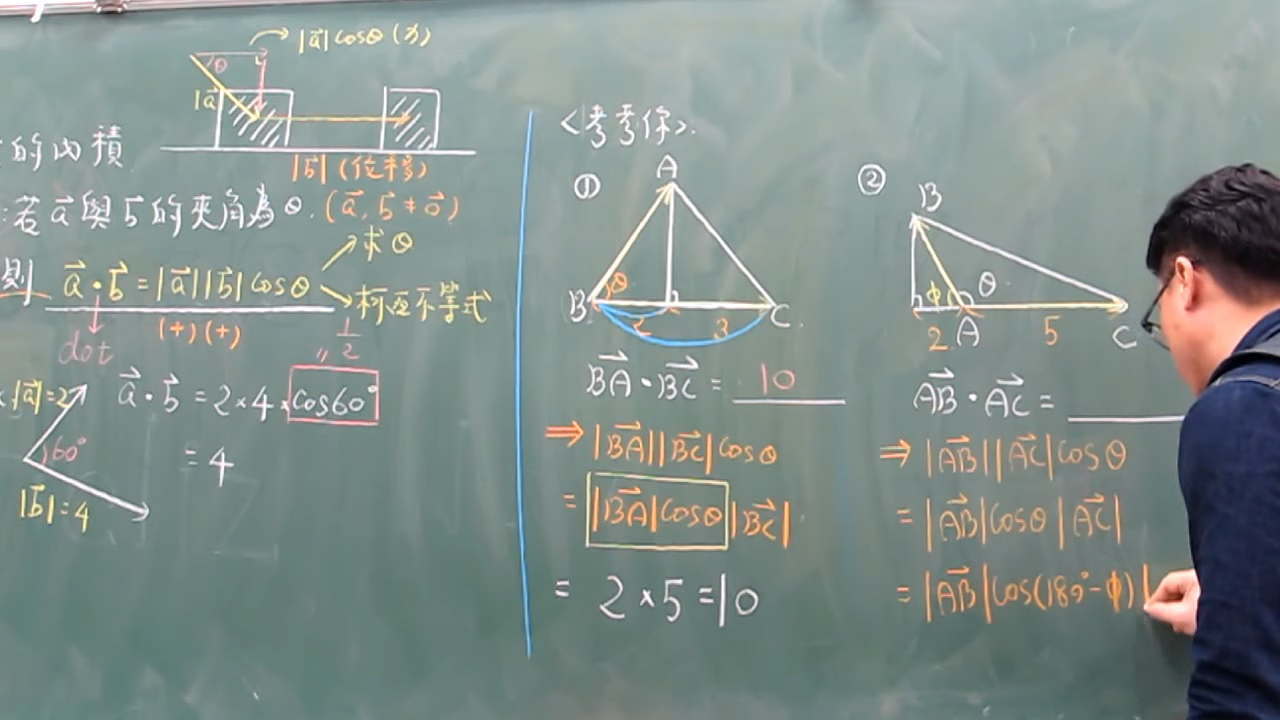 |a⃗|cosθ (力)
θ
|a⃗
|b⃗| (位移)
的內積
若a⃗與b⃗的夾角為θ. (a⃗, b⃗ ≠ 0⃗)
則 a⃗·b⃗ = |a⃗||b⃗|cosθ
求θ
柯西不等式
(+)(+)
dot
|a⃗|=2
60°
|b⃗|=4
a⃗·b⃗ = 2×4×cos60°
" 1/2
= 4
<考考你>.
①
A
B
θ
2
3
C
BA⃗·BC⃗ = 10
⇒ |BA⃗||BC⃗|cosθ
= |BA⃗|cosθ |BC⃗|
= 2×5=10
②
B
φ
θ
2
A
5
C
AB⃗·AC⃗ =
⇒ |AB⃗||AC⃗|cosθ
= |AB⃗|cosθ |AC⃗|
= |AB⃗|cos(180°-φ)|